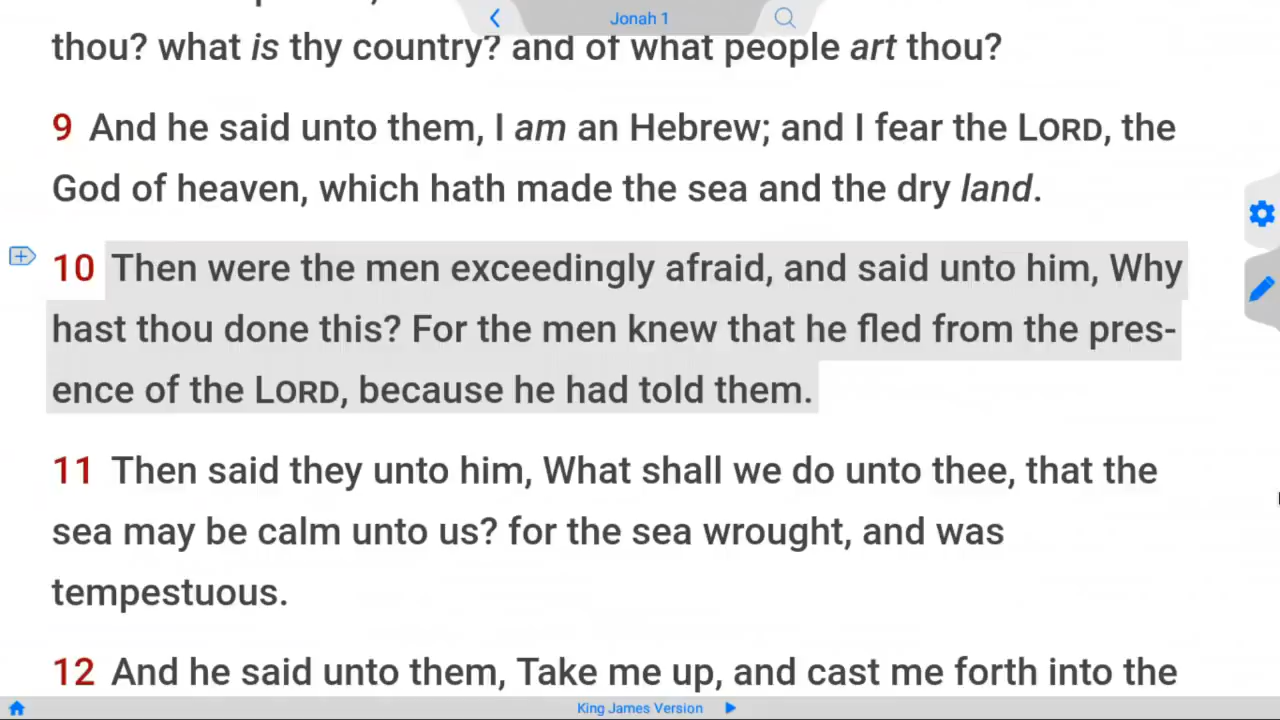 Jonah 1
thou? what is thy country? and of what people art thou?
9 And he said unto them, I am an Hebrew; and I fear the LORD, the
God of heaven, which hath made the sea and the dry land.
10 Then were the men exceedingly afraid, and said unto him, Why
hast thou done this? For the men knew that he fled from the pres-
ence of the LORD, because he had told them.
11 Then said they unto him, What shall we do unto thee, that the
sea may be calm unto us? for the sea wrought, and was
tempestuous.
12 And he said unto them, Take me up, and cast me forth into the
King James Version